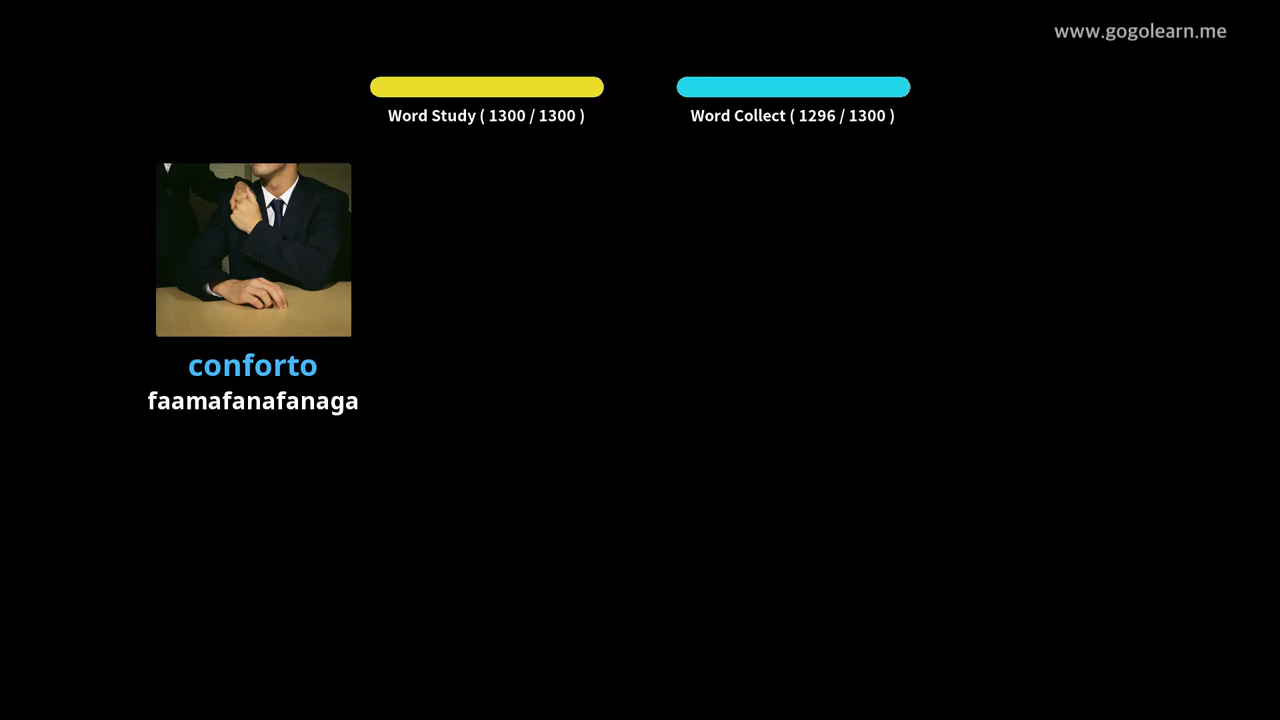 www.gogolearn.me
Word Study ( 1300 / 1300 )
Word Collect ( 1296 / 1300 )
conforto
faamafanafanaga